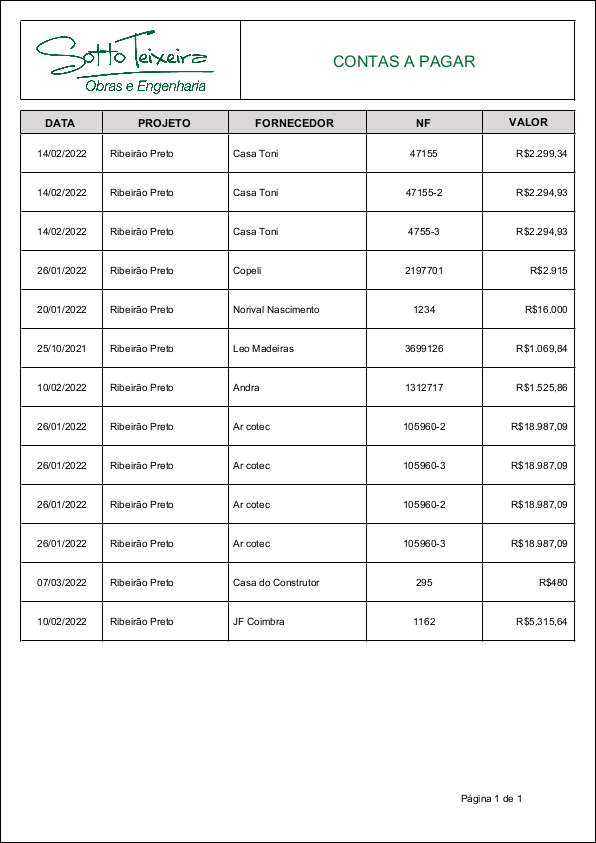 Sotto Teixeira
Obras e Engenharia
CONTAS A PAGAR
DATA PROJETO FORNECEDOR NF VALOR
14/02/2022 Ribeirão Preto Casa Toni 47155 R$2.299,34
14/02/2022 Ribeirão Preto Casa Toni 47155-2 R$2.294,93
14/02/2022 Ribeirão Preto Casa Toni 4755-3 R$2.294,93
26/01/2022 Ribeirão Preto Copeli 2197701 R$2.915
20/01/2022 Ribeirão Preto Norival Nascimento 1234 R$16.000
25/10/2021 Ribeirão Preto Leo Madeiras 3699126 R$1.069,84
10/02/2022 Ribeirão Preto Andra 1312717 R$1.525,86
26/01/2022 Ribeirão Preto Ar cotec 105960-2 R$18.987,09
26/01/2022 Ribeirão Preto Ar cotec 105960-3 R$18.987,09
26/01/2022 Ribeirão Preto Ar cotec 105960-2 R$18.987,09
26/01/2022 Ribeirão Preto Ar cotec 105960-3 R$18.987,09
07/03/2022 Ribeirão Preto Casa do Construtor 295 R$480
10/02/2022 Ribeirão Preto JF Coimbra 1162 R$5.315,64
Página 1 de 1